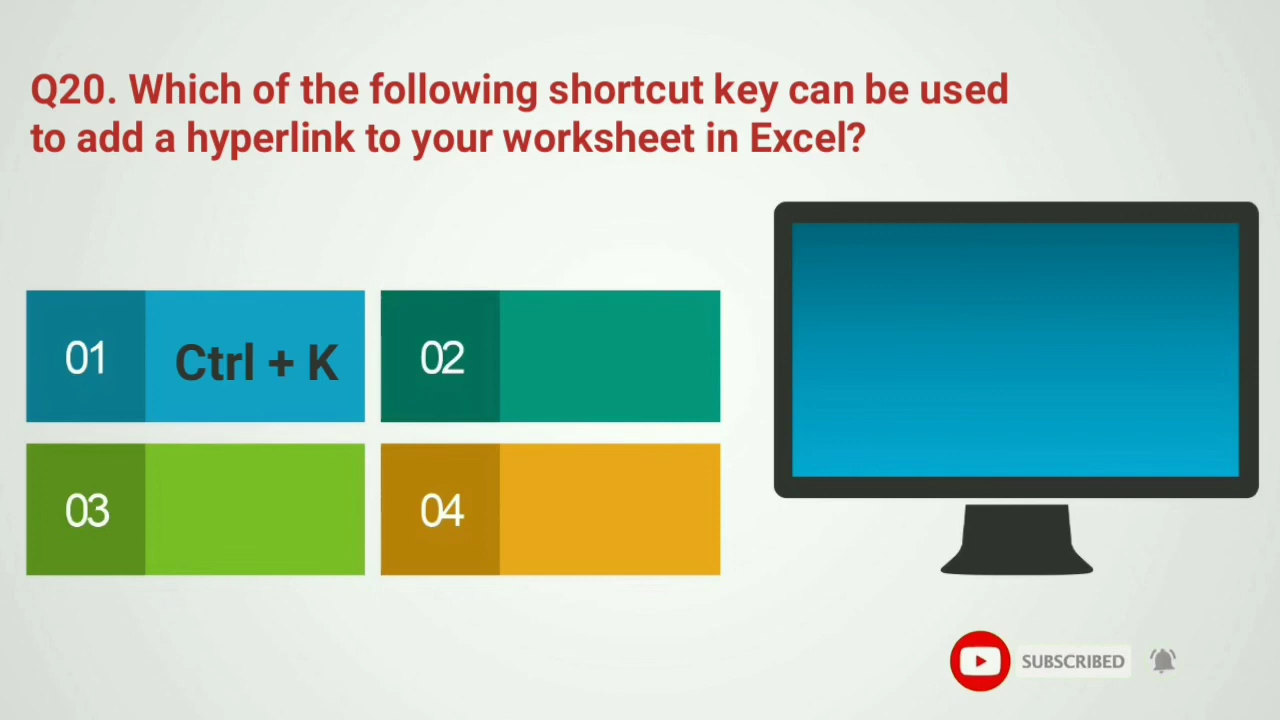 Q20. Which of the following shortcut key can be used
to add a hyperlink to your worksheet in Excel?
01 Ctrl + K 02
03 04
SUBSCRIBED